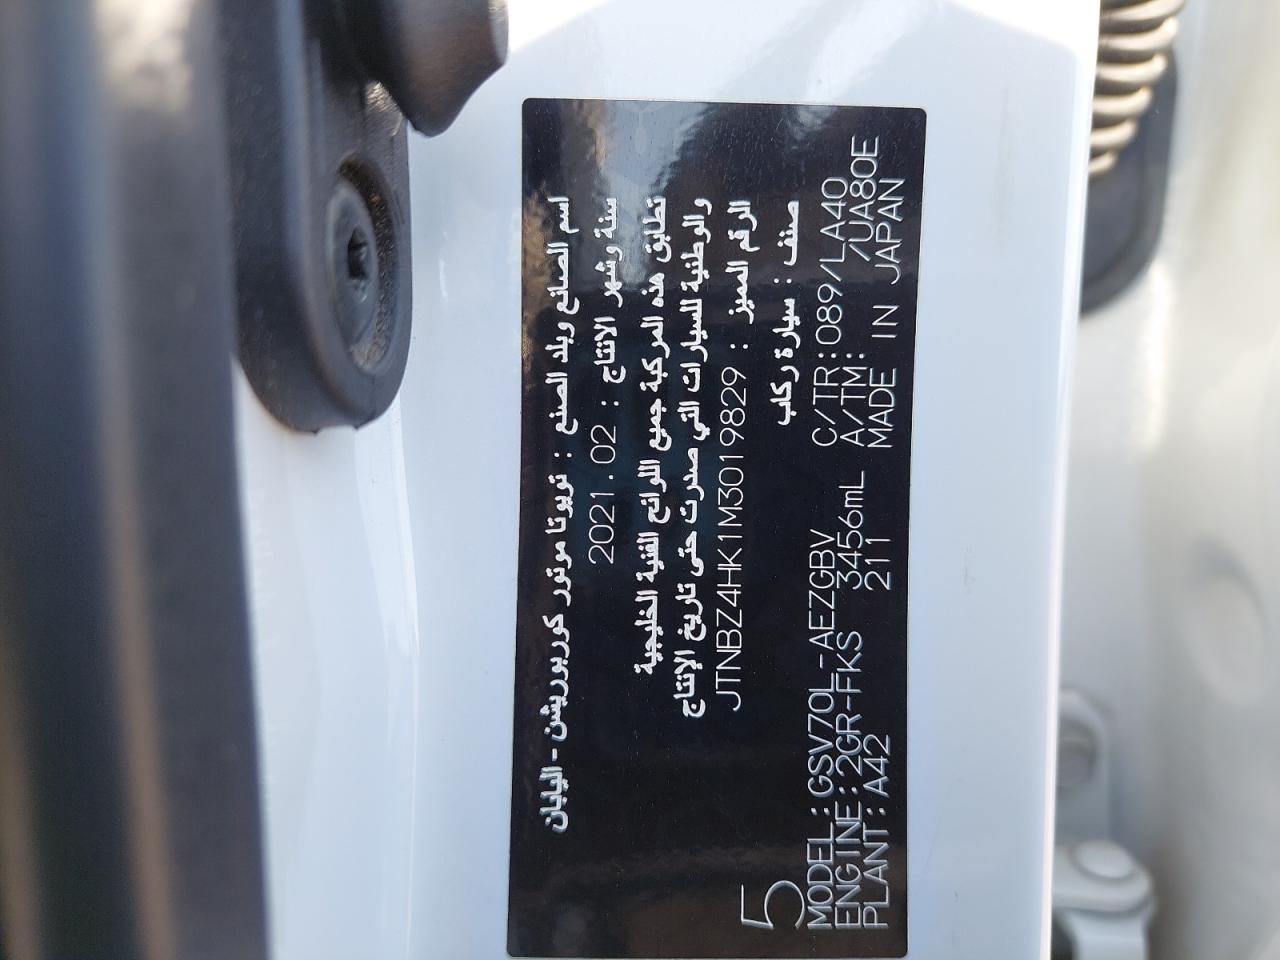 اسم الصانع وبلد الصنع : تويوتا موتور كوربوريشن - اليابان
سنة وشهر الانتاج : 2021.02
تطابق هذه المركبة جميع اللوائح الفنية الخليجية
والوطنية للسيارات التي صدرت حتى تاريخ الإنتاج
الرقم المميز : JTNBZ4HK1M3019829
صنف : سيارة ركاب
5
MODEL:GSV70L-AEZGBV C/TR:089/LA40
ENGINE:2GR-FKS 3456mL A/TM: /UA80E
PLANT:A42 211 MADE IN JAPAN